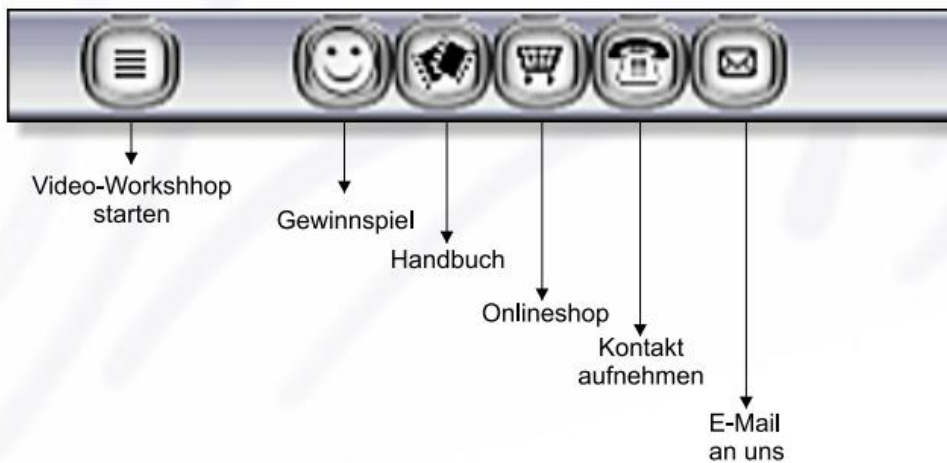 Video-Workshhop
starten
Gewinnspiel
Handbuch
Onlineshop
Kontakt
aufnehmen
E-Mail
an uns